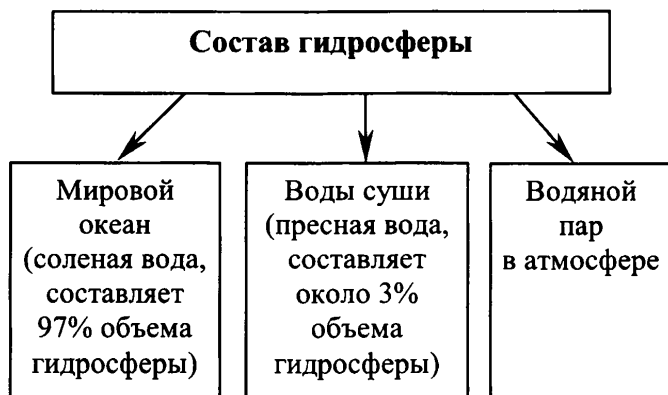 Состав гидросферы
Мировой
океан
(соленая вода,
составляет
97% объема
гидросферы)
Воды суши
(пресная вода,
составляет
около 3%
объема
гидросферы)
Водяной
пар
в атмосфере